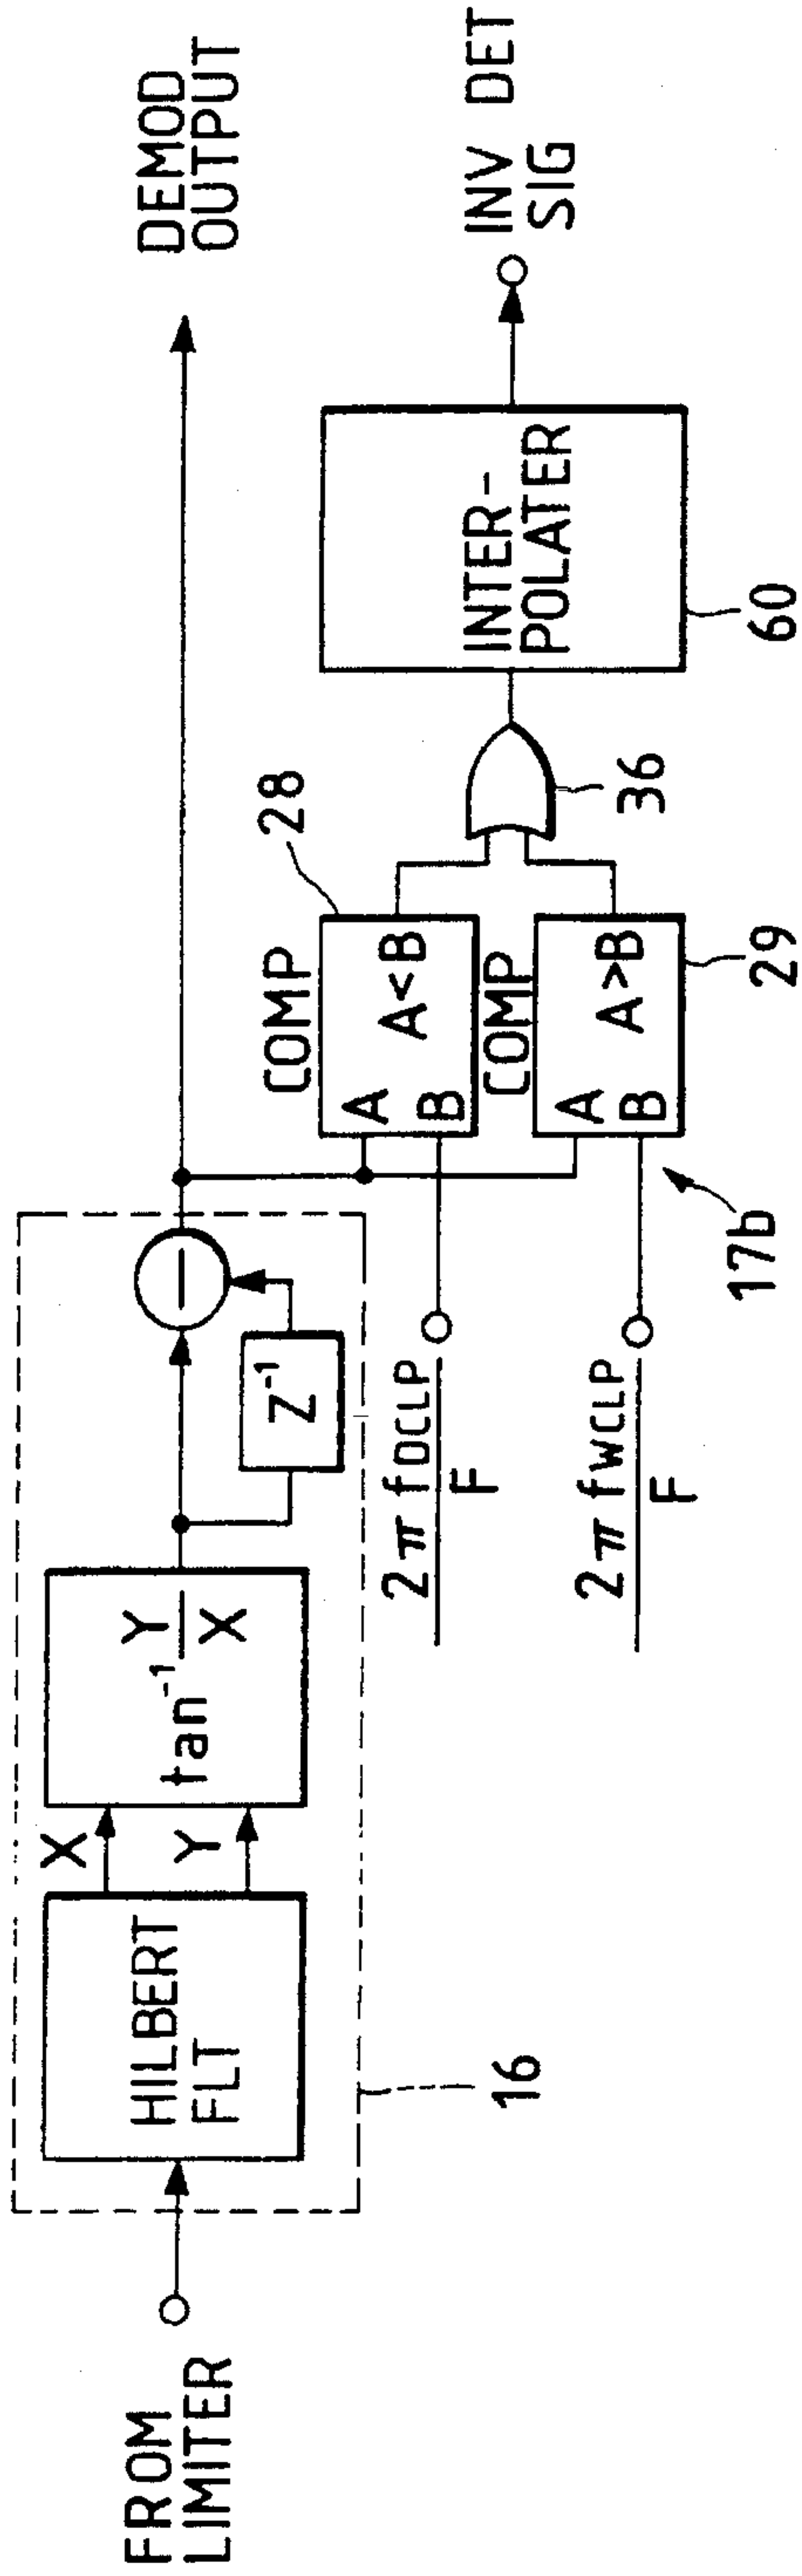 FROM
LIMITER
HILBERT
FLT
X
Y
tan⁻¹ Y/X
Z⁻¹
−
16
DEMOD
OUTPUT
2π fDCLP
F
2π fWCLP
F
17b
COMP
A
B
A<B
28
COMP
A
B
A>B
29
36
INTER-
POLATER
60
INV DET
SIG